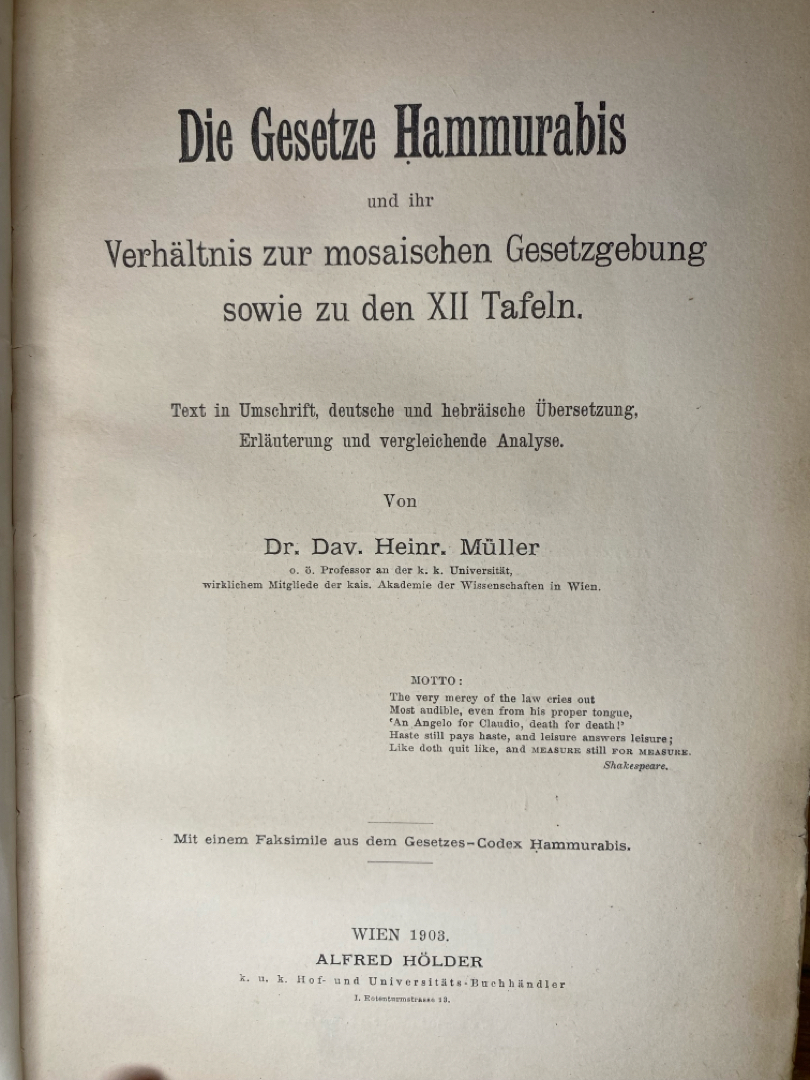 Die Gesetze Ḥammurabis
und ihr
Verhältnis zur mosaischen Gesetzgebung
sowie zu den XII Tafeln.
Text in Umschrift, deutsche und hebräische Übersetzung,
Erläuterung und vergleichende Analyse.
Von
Dr. Dav. Heinr. Müller
o. ö. Professor an der k. k. Universität,
wirklichem Mitgliede der kais. Akademie der Wissenschaften in Wien.
MOTTO:
The very mercy of the law cries out
Most audible, even from his proper tongue,
‘An Angelo for Claudio, death for death!’
Haste still pays haste, and leisure answers leisure;
Like doth quit like, and MEASURE still FOR MEASURE.
Shakespeare.
Mit einem Faksimile aus dem Gesetzes-Codex Ḥammurabis.
WIEN 1903.
ALFRED HÖLDER
k. u. k. Hof- und Universitäts-Buchhändler
I. Rotenturmstrasse 13.